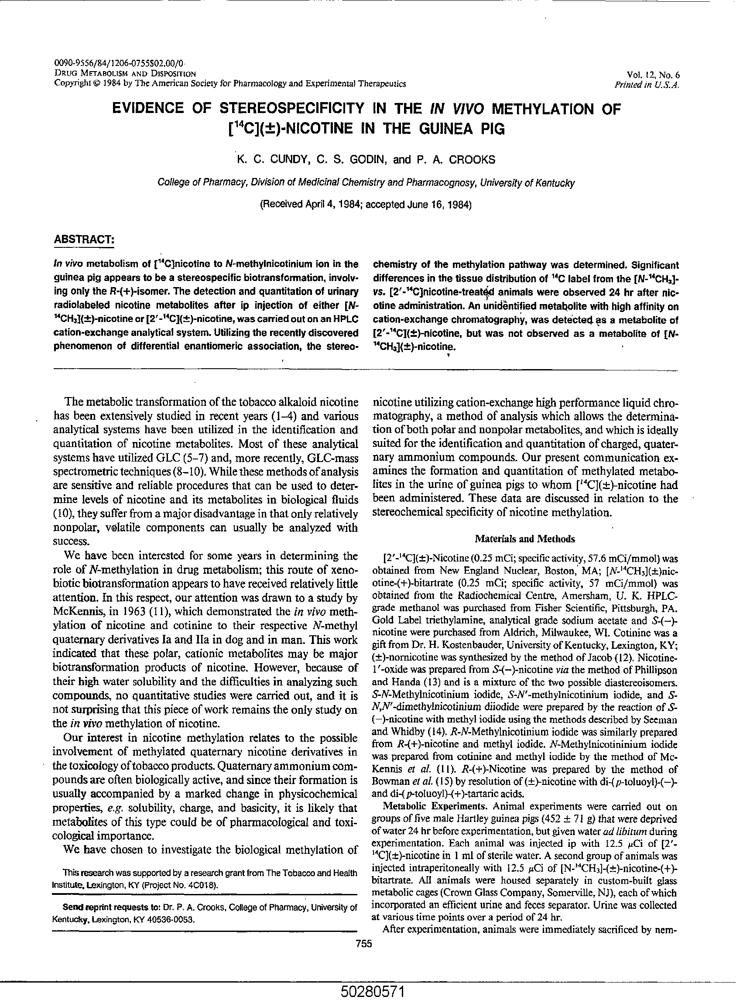 0090-9556/84/1206-0755$02.00/0
DRUG METABOLISM AND DISPOSITION
Copyright © 1984 by The American Society for Pharmacology and Experimental Therapeutics
Vol. 12, No. 6
Printed in U.S.A.
EVIDENCE OF STEREOSPECIFICITY IN THE IN VIVO METHYLATION OF
[¹⁴C](±)-NICOTINE IN THE GUINEA PIG
K. C. CUNDY, C. S. GODIN, and P. A. CROOKS
College of Pharmacy, Division of Medicinal Chemistry and Pharmacognosy, University of Kentucky
(Received April 4, 1984; accepted June 16, 1984)
ABSTRACT:
In vivo metabolism of [¹⁴C]nicotine to N-methylnicotinium ion in the
guinea pig appears to be a stereospecific biotransformation, involv-
ing only the R-(+)-isomer. The detection and quantitation of urinary
radiolabeled nicotine metabolites after ip injection of either [N-
¹⁴CH₃](±)-nicotine or [2′-¹⁴C](±)-nicotine, was carried out on an HPLC
cation-exchange analytical system. Utilizing the recently discovered
phenomenon of differential enantiomeric association, the stereo-
chemistry of the methylation pathway was determined. Significant
differences in the tissue distribution of ¹⁴C label from the [N-¹⁴CH₃]-
vs. [2′-¹⁴C]nicotine-treated animals were observed 24 hr after nic-
otine administration. An unidentified metabolite with high affinity on
cation-exchange chromatography, was detected as a metabolite of
[2′-¹⁴C](±)-nicotine, but was not observed as a metabolite of [N-
¹⁴CH₃](±)-nicotine.
The metabolic transformation of the tobacco alkaloid nicotine
has been extensively studied in recent years (1–4) and various
analytical systems have been utilized in the identification and
quantitation of nicotine metabolites. Most of these analytical
systems have utilized GLC (5–7) and, more recently, GLC-mass
spectrometric techniques (8–10). While these methods of analysis
are sensitive and reliable procedures that can be used to deter-
mine levels of nicotine and its metabolites in biological fluids
(10), they suffer from a major disadvantage in that only relatively
nonpolar, volatile components can usually be analyzed with
success.
We have been interested for some years in determining the
role of N-methylation in drug metabolism; this route of xeno-
biotic biotransformation appears to have received relatively little
attention. In this respect, our attention was drawn to a study by
McKennis, in 1963 (11), which demonstrated the in vivo meth-
ylation of nicotine and cotinine to their respective N-methyl
quaternary derivatives Ia and IIa in dog and in man. This work
indicated that these polar, cationic metabolites may be major
biotransformation products of nicotine. However, because of
their high water solubility and the difficulties in analyzing such
compounds, no quantitative studies were carried out, and it is
not surprising that this piece of work remains the only study on
the in vivo methylation of nicotine.
Our interest in nicotine methylation relates to the possible
involvement of methylated quaternary nicotine derivatives in
the toxicology of tobacco products. Quaternary ammonium com-
pounds are often biologically active, and since their formation is
usually accompanied by a marked change in physicochemical
properties, e.g. solubility, charge, and basicity, it is likely that
metabolites of this type could be of pharmacological and toxi-
cological importance.
We have chosen to investigate the biological methylation of
This research was supported by a research grant from The Tobacco and Health
Institute, Lexington, KY (Project No. 4C018).
Send reprint requests to: Dr. P. A. Crooks, College of Pharmacy, University of
Kentucky, Lexington, KY 40536-0053.
nicotine utilizing cation-exchange high performance liquid chro-
matography, a method of analysis which allows the determina-
tion of both polar and nonpolar metabolites, and which is ideally
suited for the identification and quantitation of charged, quater-
nary ammonium compounds. Our present communication ex-
amines the formation and quantitation of methylated metabo-
lites in the urine of guinea pigs to whom [¹⁴C](±)-nicotine had
been administered. These data are discussed in relation to the
stereochemical specificity of nicotine methylation.
Materials and Methods
[2′-¹⁴C](±)-Nicotine (0.25 mCi; specific activity, 57.6 mCi/mmol) was
obtained from New England Nuclear, Boston, MA; [N-¹⁴CH₃](±)nic-
otine-(+)-bitartrate (0.25 mCi; specific activity, 57 mCi/mmol) was
obtained from the Radiochemical Centre, Amersham, U. K. HPLC-
grade methanol was purchased from Fisher Scientific, Pittsburgh, PA.
Gold Label triethylamine, analytical grade sodium acetate and S-(−)-
nicotine were purchased from Aldrich, Milwaukee, WI. Cotinine was a
gift from Dr. H. Kostenbauder, University of Kentucky, Lexington, KY;
(±)-nornicotine was synthesized by the method of Jacob (12). Nicotine-
1′-oxide was prepared from S-(−)-nicotine via the method of Phillipson
and Handa (13) and is a mixture of the two possible diastereoisomers.
S-N-Methylnicotinium iodide, S-N′-methylnicotinium iodide, and S-
N,N′-dimethylnicotinium diiodide were prepared by the reaction of S-
(−)-nicotine with methyl iodide using the methods described by Seeman
and Whidby (14). R-N-Methylnicotinium iodide was similarly prepared
from R-(+)-nicotine and methyl iodide. N-Methylcotininium iodide
was prepared from cotinine and methyl iodide by the method of Mc-
Kennis et al. (11). R-(+)-Nicotine was prepared by the method of
Bowman et al. (15) by resolution of (±)-nicotine with di-(p-toluoyl)-(−)-
and di-(p-toluoyl)-(+)-tartaric acids.
Metabolic Experiments. Animal experiments were carried out on
groups of five male Hartley guinea pigs (452 ± 71 g) that were deprived
of water 24 hr before experimentation, but given water ad libitum during
experimentation. Each animal was injected ip with 12.5 μCi of [2′-
¹⁴C](±)-nicotine in 1 ml of sterile water. A second group of animals was
injected intraperitoneally with 12.5 μCi of [N-¹⁴CH₃]-(±)-nicotine-(+)-
bitartrate. All animals were housed separately in custom-built glass
metabolic cages (Crown Glass Company, Somerville, NJ), each of which
incorporated an efficient urine and feces separator. Urine was collected
at various time points over a period of 24 hr.
After experimentation, animals were immediately sacrificed by nem-
755
50280571